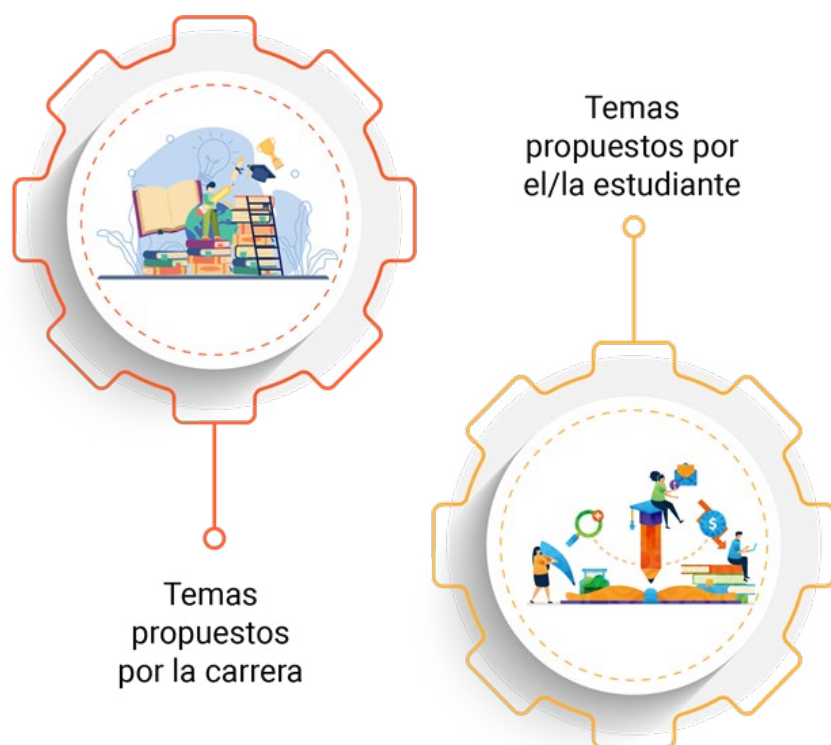 Temas
propuestos por
el/la estudiante
Temas
propuestos
por la carrera